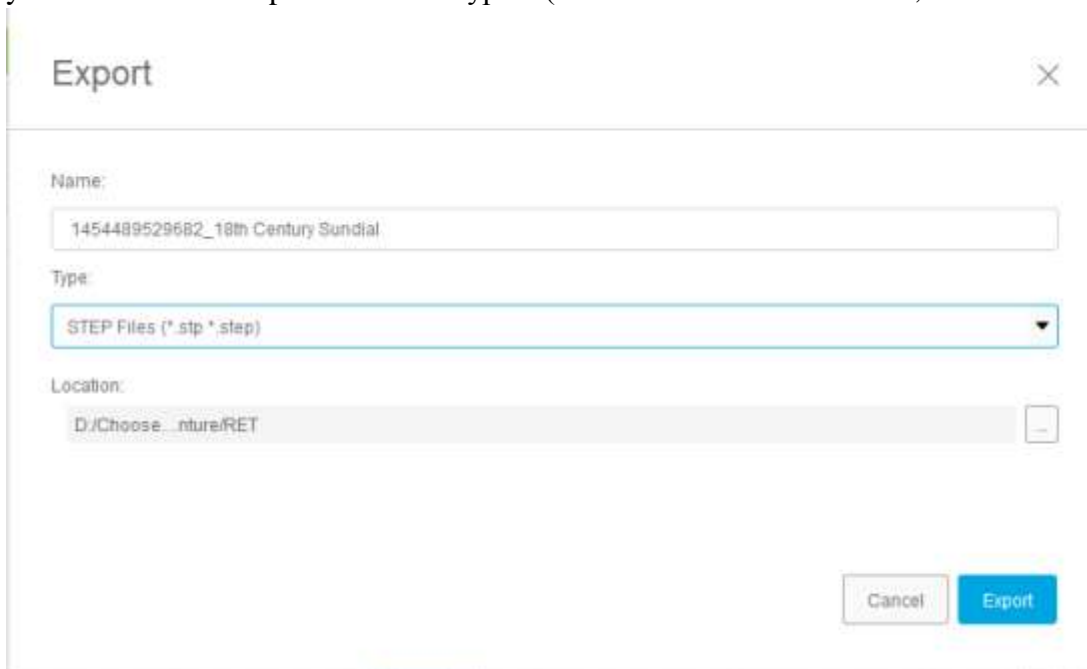 Export
Name:
1454489529682_18th Century Sundial
Type:
STEP Files (*.stp *.step)
Location:
D:/Choose...nture/RET
...
Cancel
Export